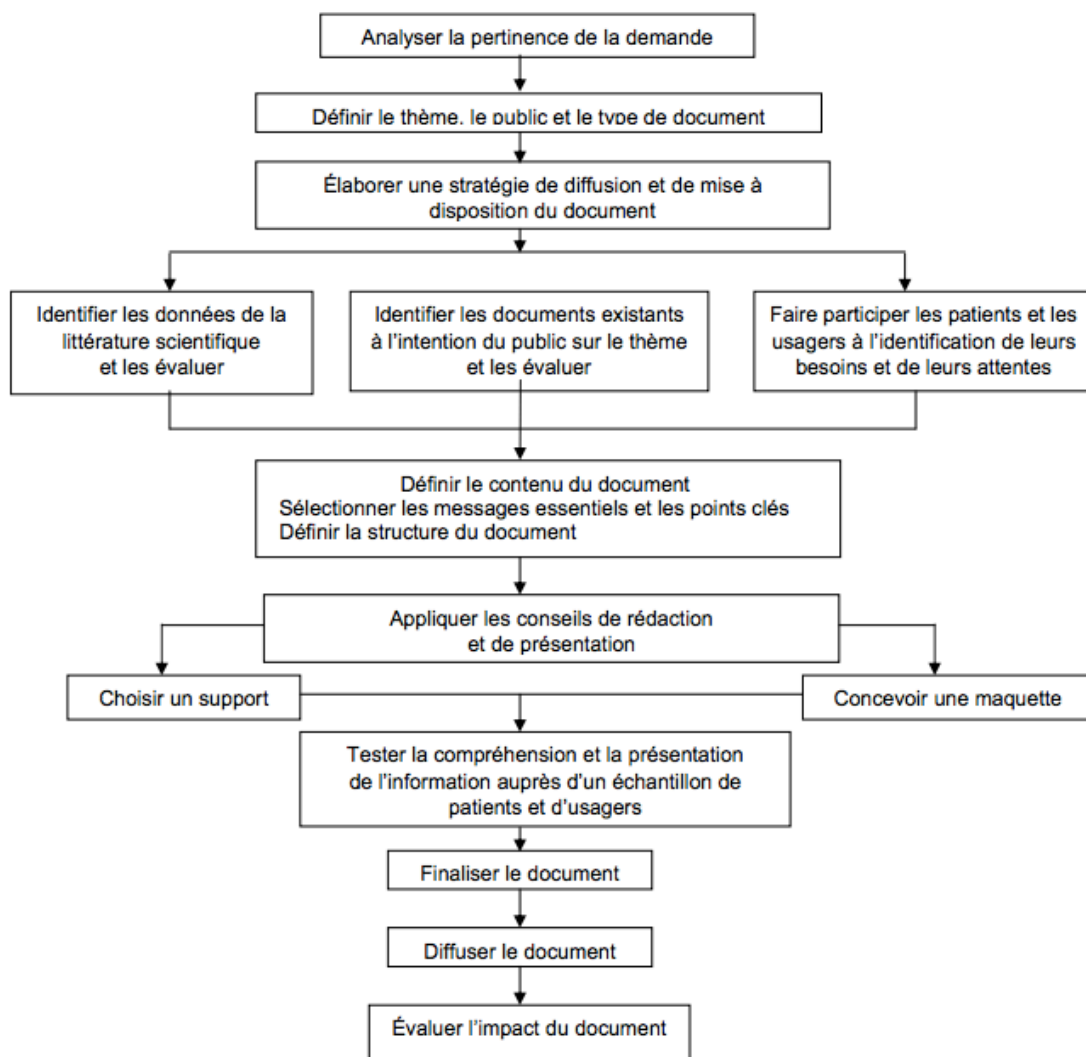 Analyser la pertinence de la demande
Définir le thème, le public et le type de document
Élaborer une stratégie de diffusion et de mise à
disposition du document
Identifier les données de la
littérature scientifique
et les évaluer
Identifier les documents existants
à l'intention du public sur le thème
et les évaluer
Faire participer les patients et les
usagers à l'identification de leurs
besoins et de leurs attentes
Définir le contenu du document
Sélectionner les messages essentiels et les points clés
Définir la structure du document
Appliquer les conseils de rédaction
et de présentation
Choisir un support
Concevoir une maquette
Tester la compréhension et la présentation
de l'information auprès d'un échantillon de
patients et d'usagers
Finaliser le document
Diffuser le document
Évaluer l'impact du document